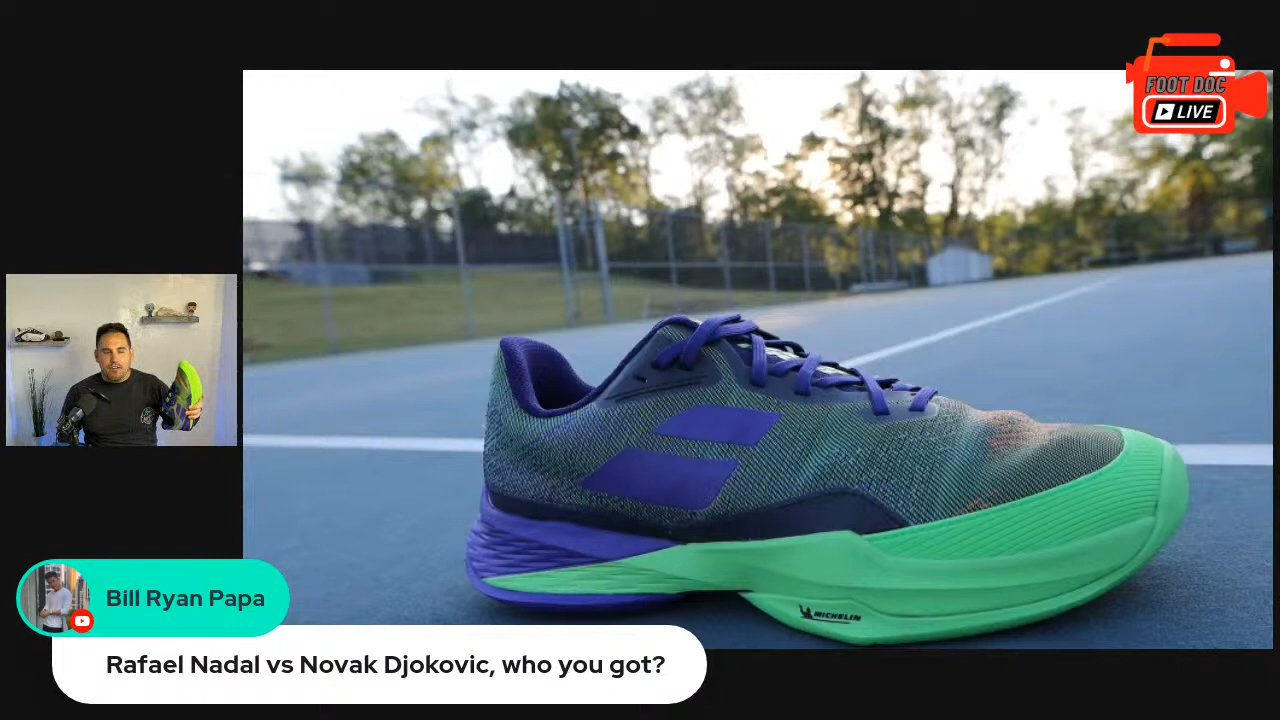 FOOT DOC
LIVE
MICHELIN
Bill Ryan Papa
Rafael Nadal vs Novak Djokovic, who you got?